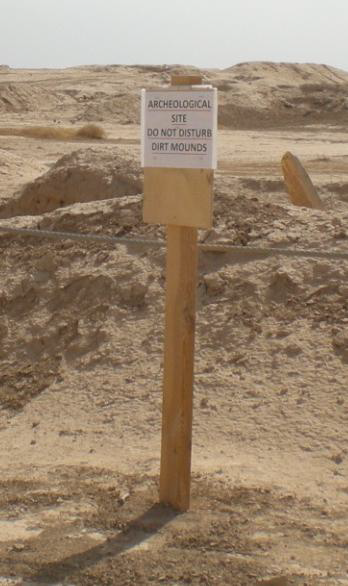 ARCHEOLOGICAL
SITE
DO NOT DISTURB
DIRT MOUNDS